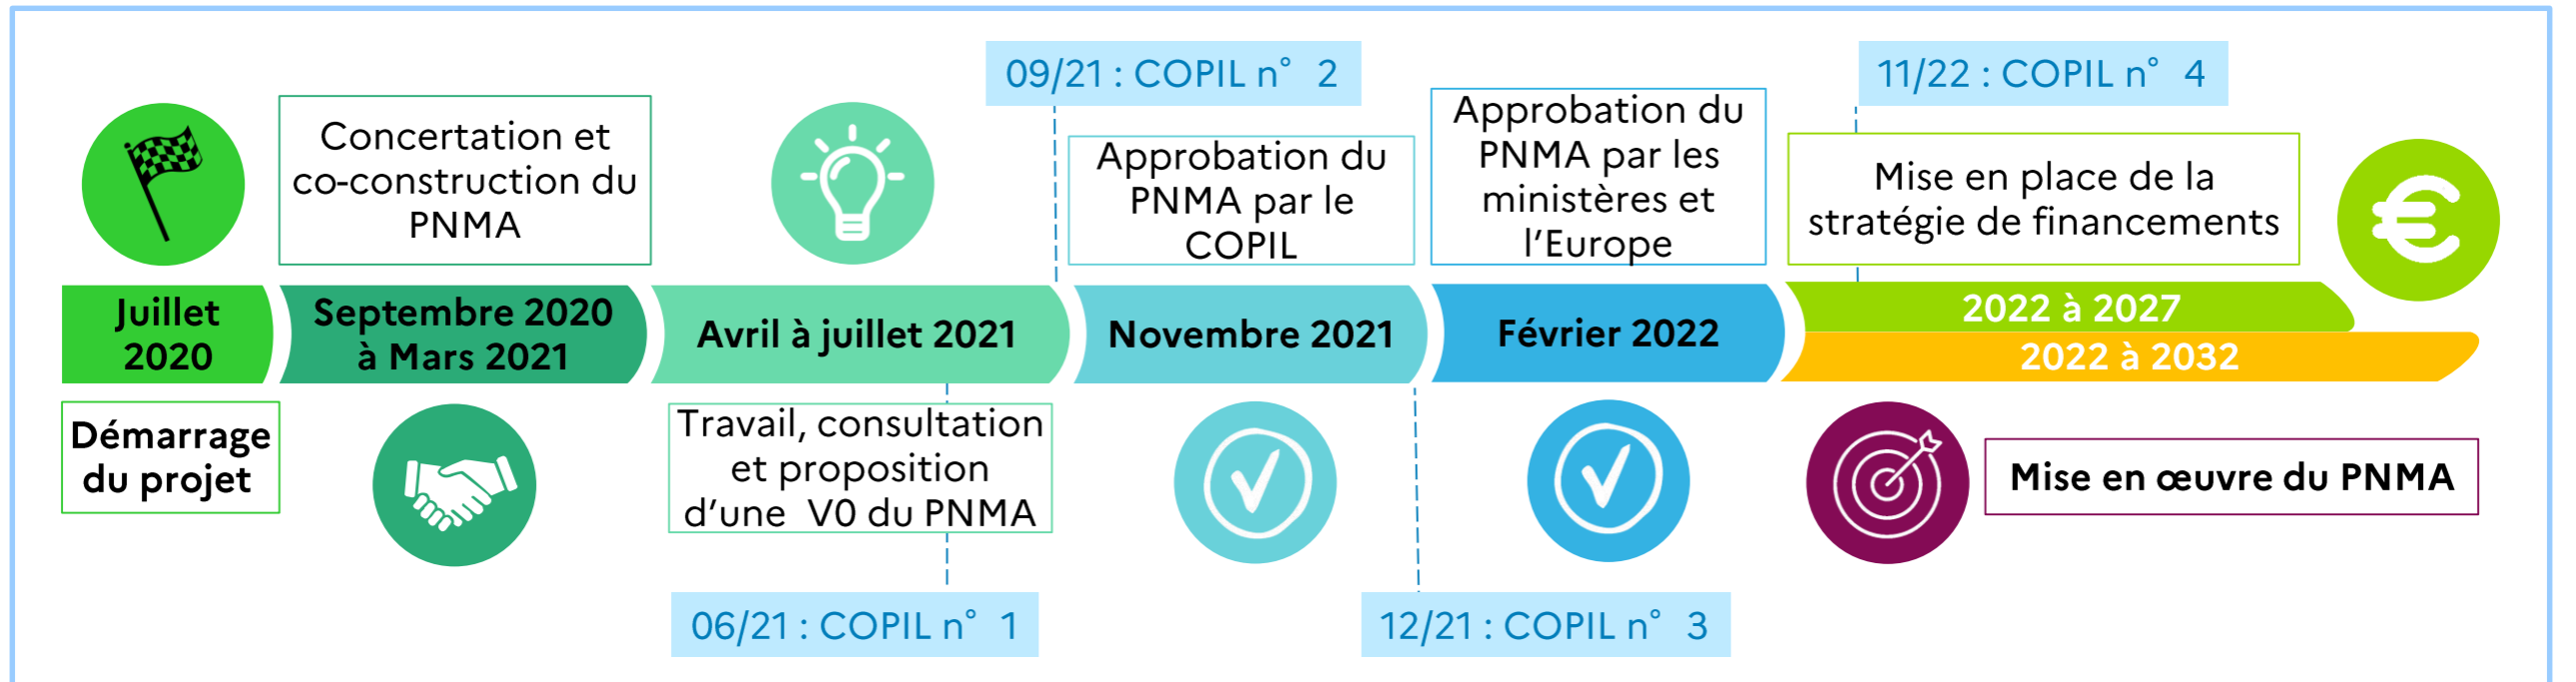 09/21 : COPIL n° 2
11/22 : COPIL n° 4
Concertation et
co-construction du
PNMA
Approbation du
PNMA par le
COPIL
Approbation du
PNMA par les
ministères et
l'Europe
Mise en place de la
stratégie de financements
Juillet
2020
Septembre 2020
à Mars 2021
Avril à juillet 2021
Novembre 2021
Février 2022
2022 à 2027
2022 à 2032
Démarrage
du projet
Travail, consultation
et proposition
d'une V0 du PNMA
Mise en œuvre du PNMA
06/21 : COPIL n° 1
12/21 : COPIL n° 3